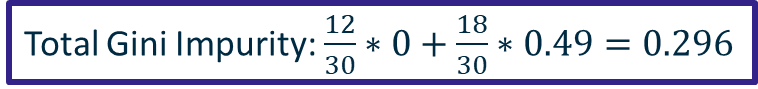 Total Gini Impurity: 12/30 * 0 + 18/30 * 0.49 = 0.296